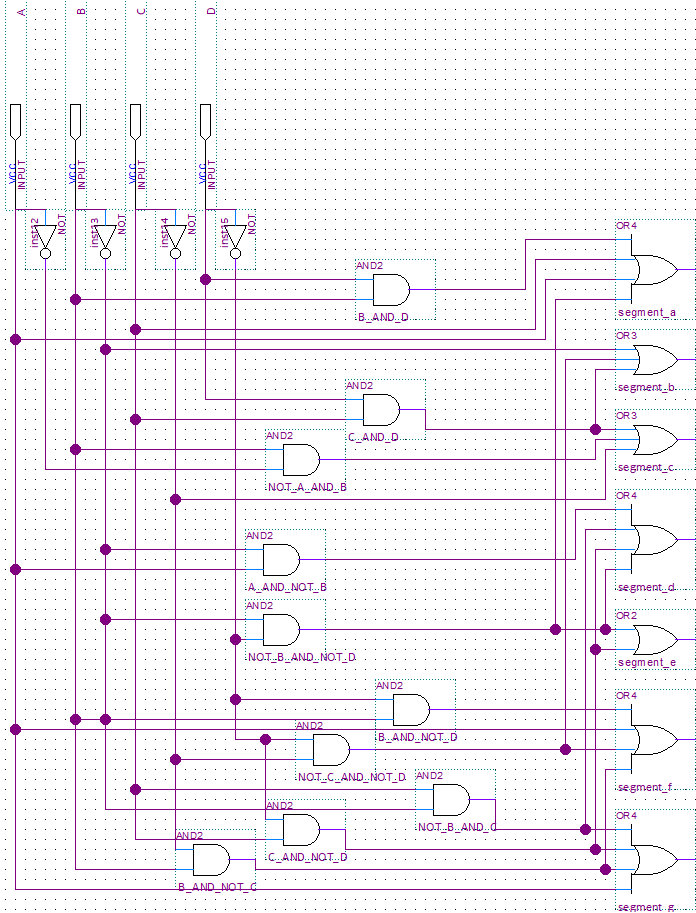 A B C D
VCC INPUT VCC INPUT VCC INPUT VCC INPUT
inst12 NOT inst13 NOT inst14 NOT inst15 NOT
OR4
AND2
segment_a
B_AND_D
OR3
AND2
segment_b
OR3
AND2
C_AND_D
segment_c
NOT_A_AND_B
OR4
AND2
A_AND_NOT_B
segment_d
AND2
OR2
NOT_B_AND_NOT_D
segment_e
AND2
OR4
AND2
B_AND_NOT_D
NOT_C_AND_NOT_D
AND2
segment_f
AND2
OR4
NOT_B_AND_C
AND2
C_AND_NOT_D
B_AND_NOT_C
segment_g